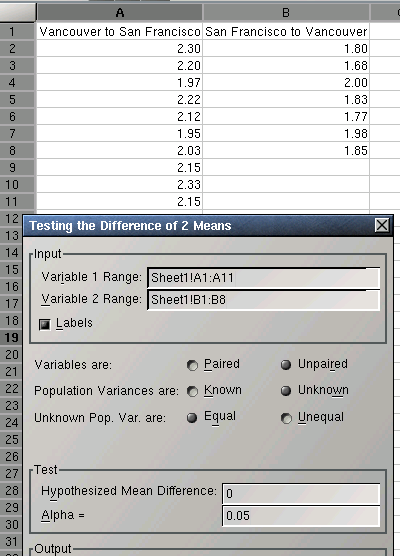 A B
1 Vancouver to San Francisco San Francisco to Vancouver
2 2.30 1.80
3 2.20 1.68
4 1.97 2.00
5 2.22 1.83
6 2.12 1.77
7 1.95 1.98
8 2.03 1.85
9 2.15
10 2.33
11 2.15
12
13
14
15
16
17
18
19
20
21
22
23
24
25
26
27
28
29
30
31
Testing the Difference of 2 Means
Input
Variable 1 Range: Sheet1!A1:A11
Variable 2 Range: Sheet1!B1:B8
Labels
Variables are: Paired Unpaired
Population Variances are: Known Unknown
Unknown Pop. Var. are: Equal Unequal
Test
Hypothesized Mean Difference: 0
Alpha = 0.05
Output